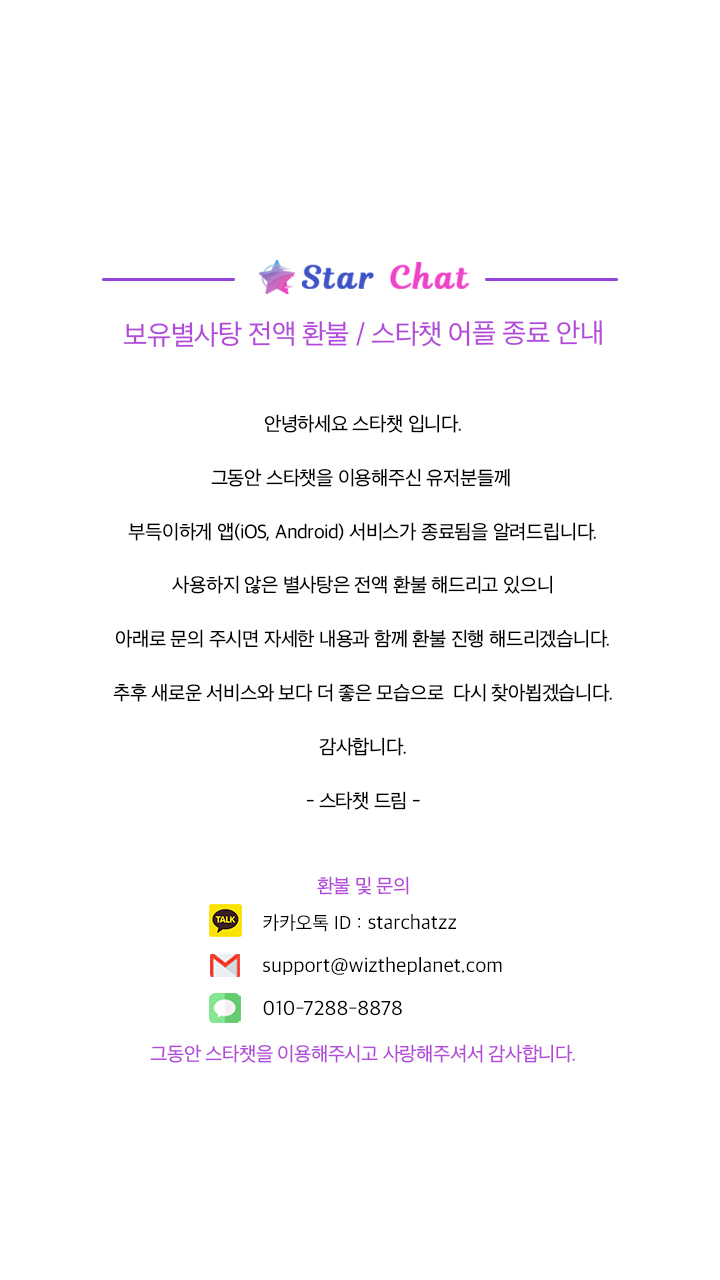 Star Chat
보유별사탕 전액 환불 / 스타챗 어플 종료 안내
안녕하세요 스타챗 입니다.
그동안 스타챗을 이용해주신 유저분들께
부득이하게 앱(iOS, Android) 서비스가 종료됨을 알려드립니다.
사용하지 않은 별사탕은 전액 환불 해드리고 있으니
아래로 문의 주시면 자세한 내용과 함께 환불 진행 해드리겠습니다.
추후 새로운 서비스와 보다 더 좋은 모습으로 다시 찾아뵙겠습니다.
감사합니다.
- 스타챗 드림 -
환불 및 문의
TALK 카카오톡 ID : starchatzz
support@wiztheplanet.com
010-7288-8878
그동안 스타챗을 이용해주시고 사랑해주셔서 감사합니다.